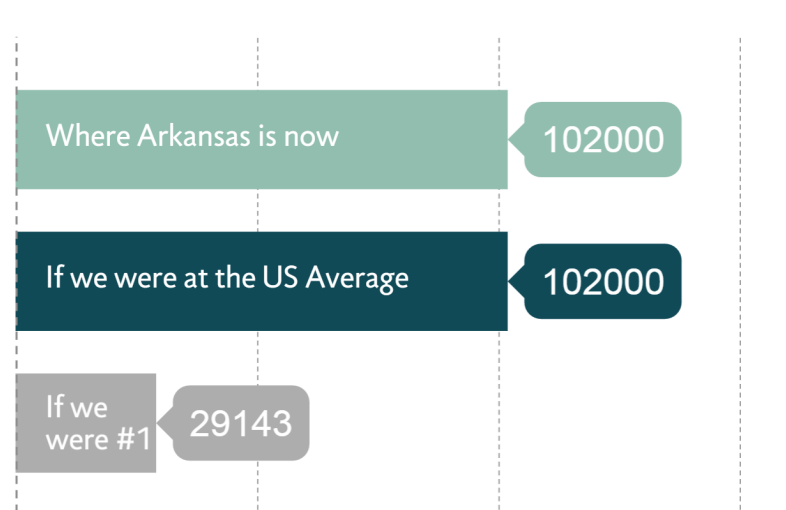 Where Arkansas is now
102000
If we were at the US Average
102000
If we
were #1
29143